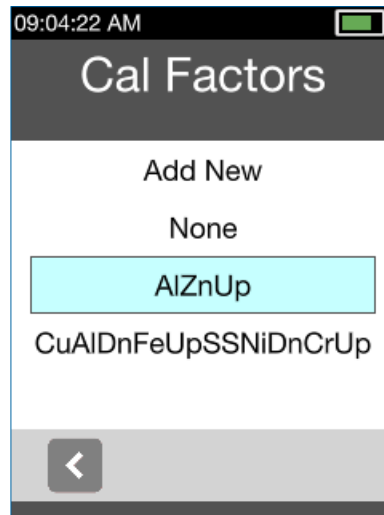 09:04:22 AM
Cal Factors
Add New
None
AlZnUp
CuAlDnFeUpSSNiDnCrUp